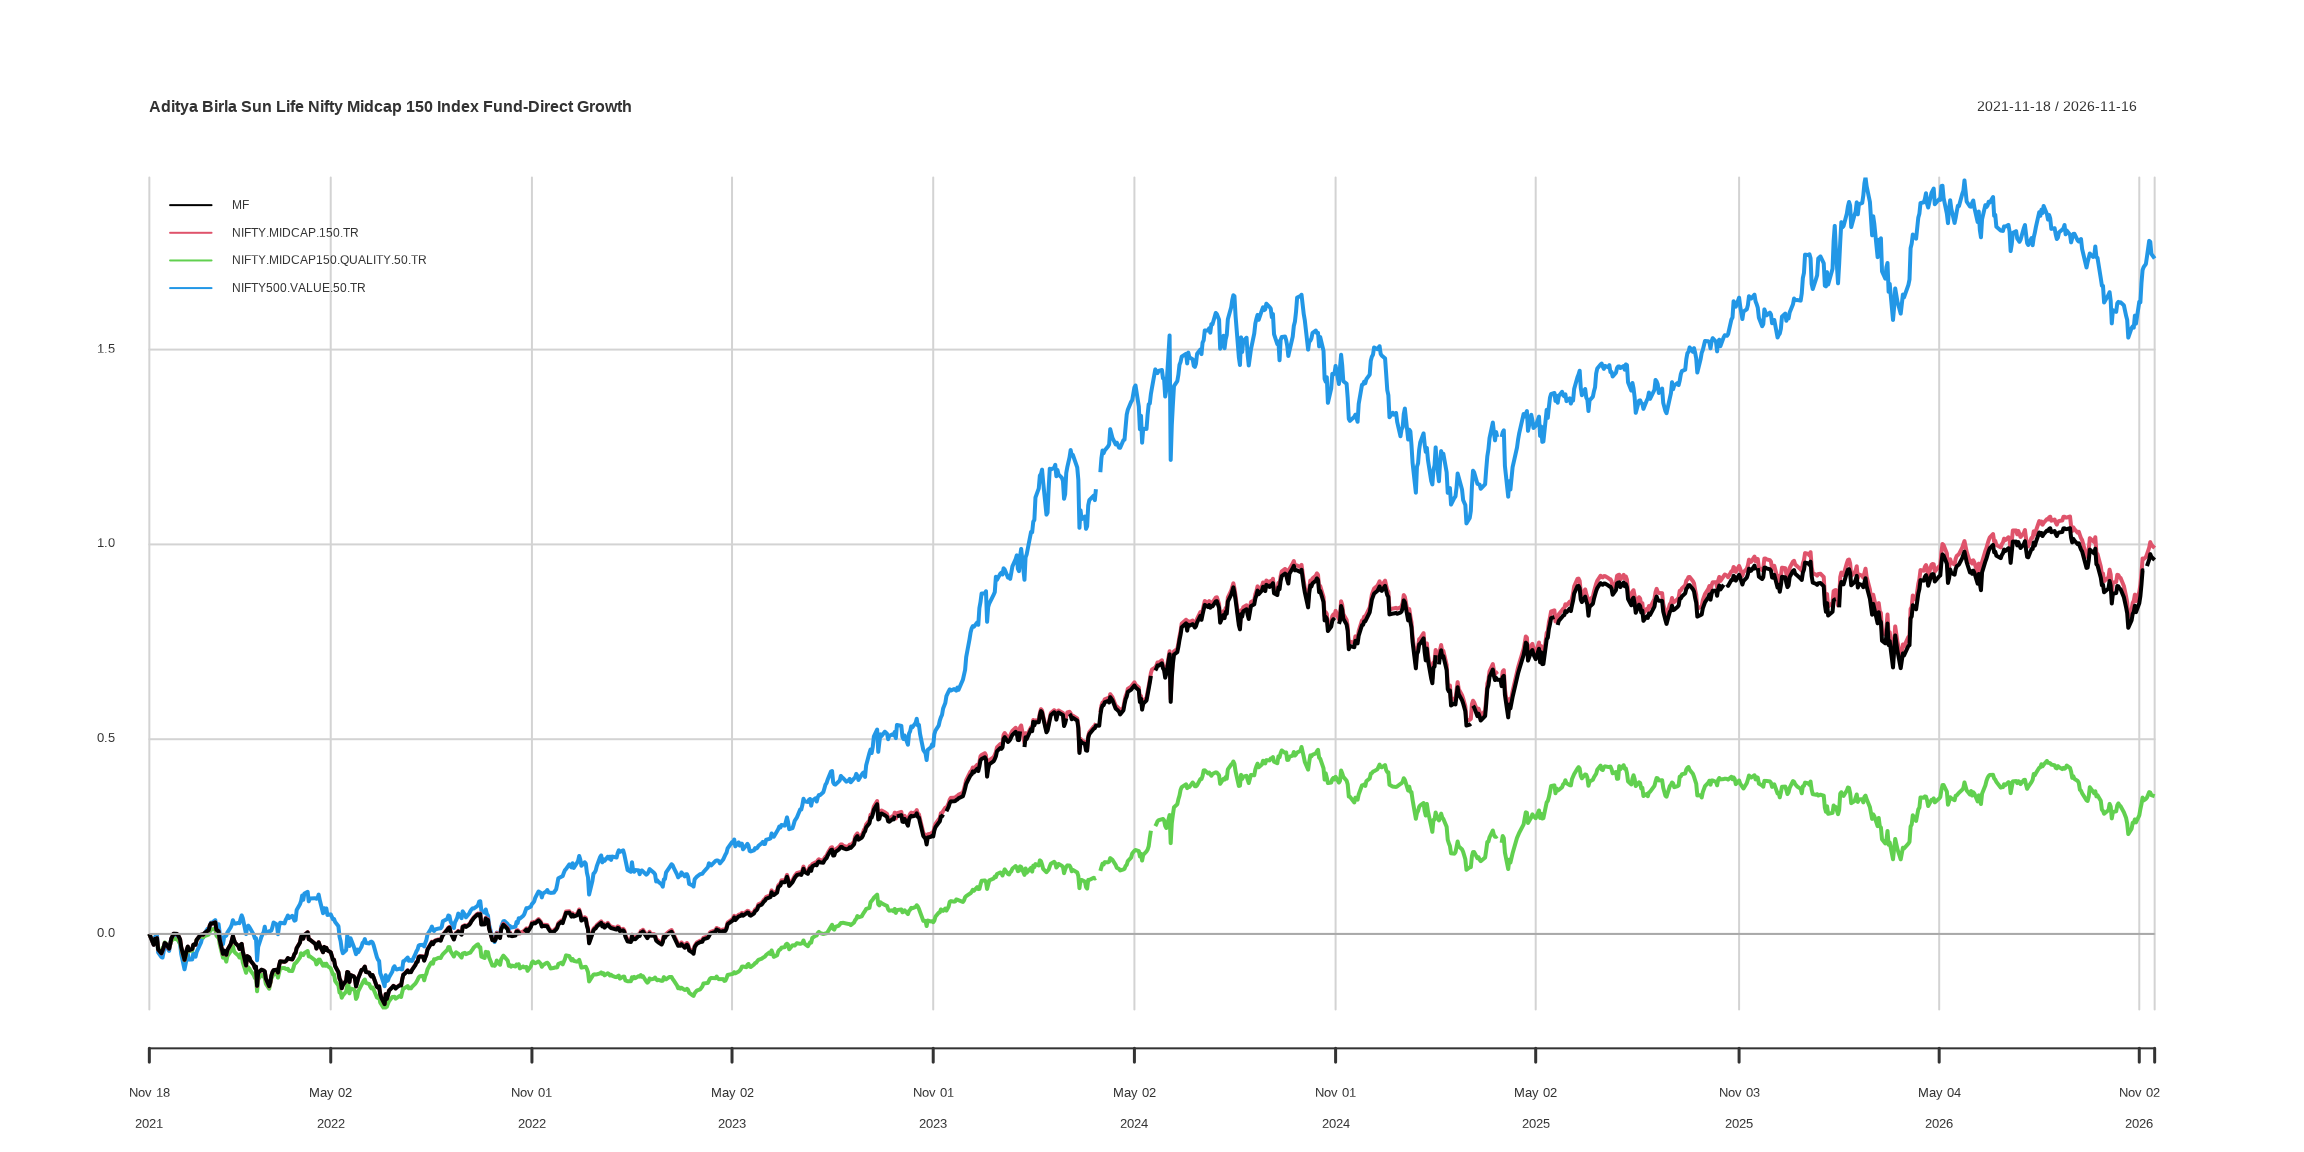 Aditya Birla Sun Life Nifty Midcap 150 Index Fund-Direct Growth
2021-11-18 / 2026-11-16
MF
NIFTY.MIDCAP.150.TR
NIFTY.MIDCAP150.QUALITY.50.TR
NIFTY500.VALUE.50.TR
1.5
1.0
0.5
0.0
Nov 18 May 02 Nov 01 May 02 Nov 01 May 02 Nov 01 May 02 Nov 03 May 04 Nov 02
2021 2022 2022 2023 2023 2024 2024 2025 2025 2026 2026